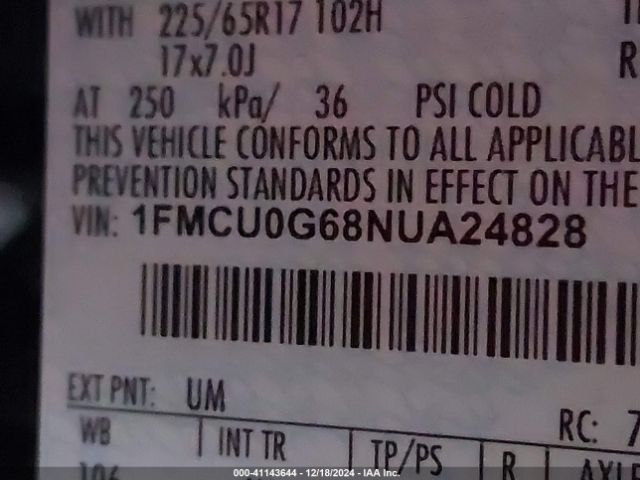 WITH 225/65R17 102H
17x7.0J R
AT 250 kPa/ 36 PSI COLD
THIS VEHICLE CONFORMS TO ALL APPLICABL
PREVENTION STANDARDS IN EFFECT ON THE
VIN: 1FMCU0G68NUA24828
EXT PNT: UM RC: 7
WB INT TR TP/PS R AXLE
106
000-41143644 - 12/18/2024 - IAA Inc.